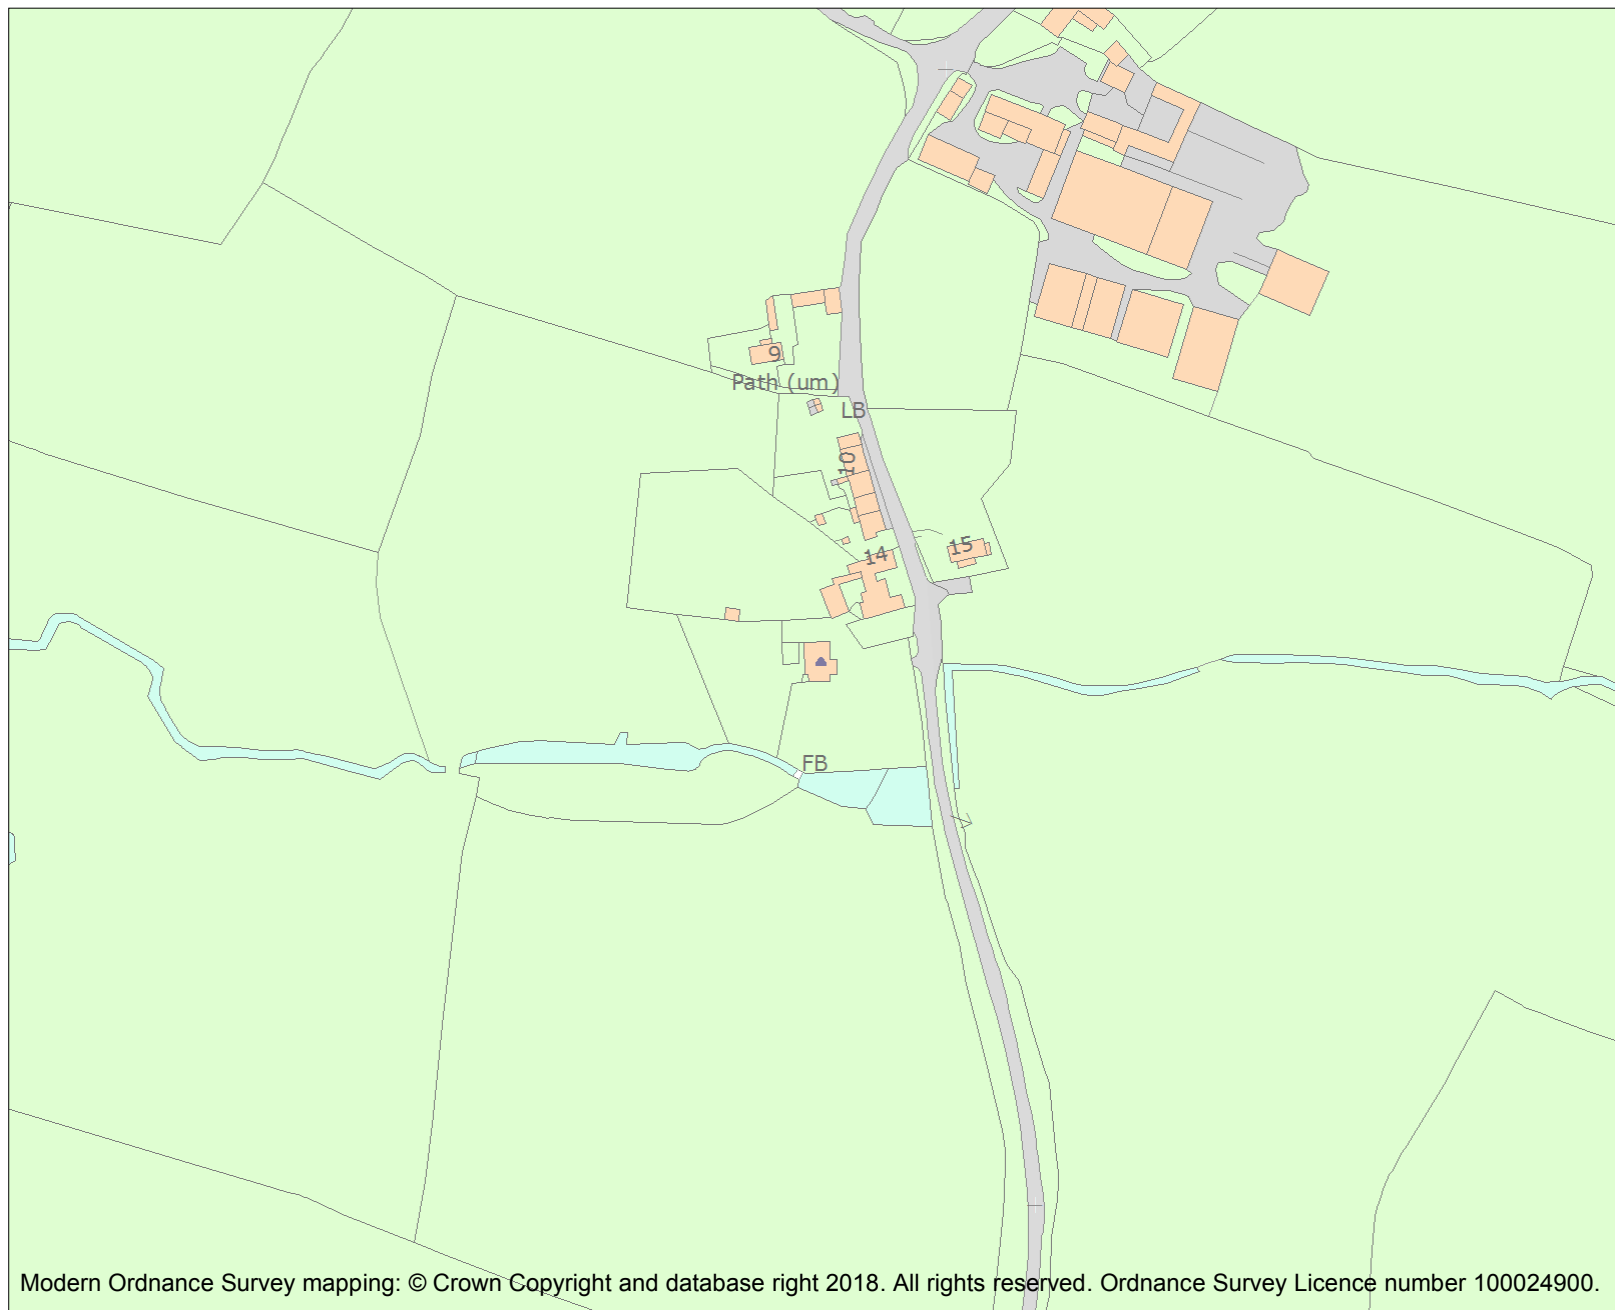 9
Path (um)
LB
10
14
15
FB
Modern Ordnance Survey mapping: © Crown Copyright and database right 2018. All rights reserved. Ordnance Survey Licence number 100024900.